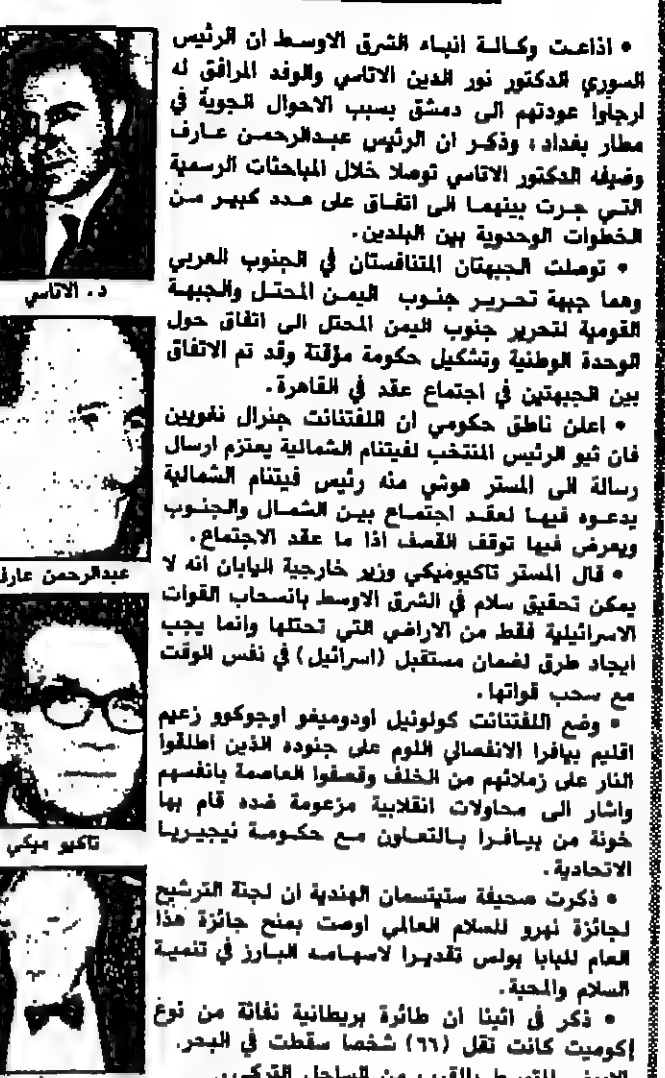 • اذاعت وكالة انباء الشرق الاوسط ان الرئيس
السوري الدكتور نور الدين الاتاسي والوفد المرافق له
ارجاوا عودتهم الى دمشق بسبب الاحوال الجوية في
مطار بغداد، وذكر ان الرئيس عبدالرحمن عارف
وضيفه الدكتور الاتاسي توصلا خلال المباحثات الرسمية
التي جرت بينهما الى اتفاق على عدد كبير من
الخطوات الوحدوية بين البلدين.
• توصلت الجبهتان المتنافستان في الجنوب العربي
وهما جبهة تحرير جنوب اليمن المحتل والجبهة
القومية لتحرير جنوب اليمن المحتل الى اتفاق حول
الوحدة الوطنية وتشكيل حكومة مؤقتة وقد تم الاتفاق
بين الجبهتين في اجتماع عقد في القاهرة.
• اعلن ناطق حكومي ان اللفتنانت جنرال نغويين
فان ثيو الرئيس المنتخب لفيتنام الشمالية يعتزم ارسال
رسالة الى المستر هوشي منه رئيس فيتنام الشمالية
يدعوه فيها لعقد اجتماع بين الشمال والجنوب
ويعرض فيها توقف القصف اذا ما عقد الاجتماع.
• قال المستر تاكيوميكي وزير خارجية اليابان انه لا
يمكن تحقيق سلام في الشرق الاوسط بانسحاب القوات
الاسرائيلية فقط من الاراضي التي تحتلها وانما يجب
ايجاد طرق لضمان مستقبل (اسرائيل) في نفس الوقت
مع سحب قواتها.
• وضع اللفتنانت كولونيل اودوميغو اوجوكوو زعيم
اقليم بيافرا الانفصالي اللوم على جنوده الذين اطلقوا
النار على زملائهم من الخلف وقصفوا العاصمة بانفسهم
واشار الى محاولات انقلابية مزعومة ضده قام بها
خونة من بيافرا بالتعاون مع حكومة نيجيريا
الاتحادية.
• ذكرت صحيفة ستيتسمان الهندية ان لجنة الترشيح
لجائزة نهرو للسلام العالمي اوصت بمنح جائزة هذا
العام للبابا بولس تقديرا لاسهامه البارز في تنمية
السلام والمحبة.
• ذكر في اثينا ان طائرة بريطانية نفاثة من نوع
إكوميت كانت تقل (٦٦) شخصا سقطت في البحر.
الابيض المتوسط بالقرب من الساحل التركي.
د. الاتاسي
عبدالرحمن عارف
تاكيو ميكي